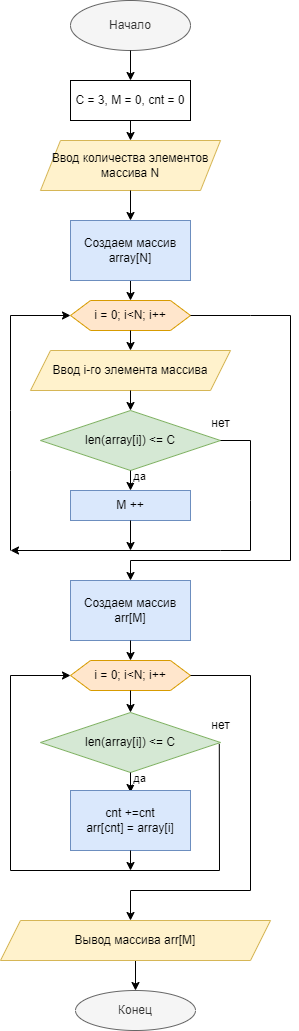 Начало
C = 3, M = 0, cnt = 0
Ввод количества элементов
массива N
Создаем массив
array[N]
i = 0; i<N; i++
Ввод i-го элемента массива
нет
len(array[i]) <= C
да
M ++
Создаем массив
arr[M]
i = 0; i<N; i++
нет
len(array[i]) <= C
да
cnt +=cnt
arr[cnt] = array[i]
Вывод массива arr[M]
Конец